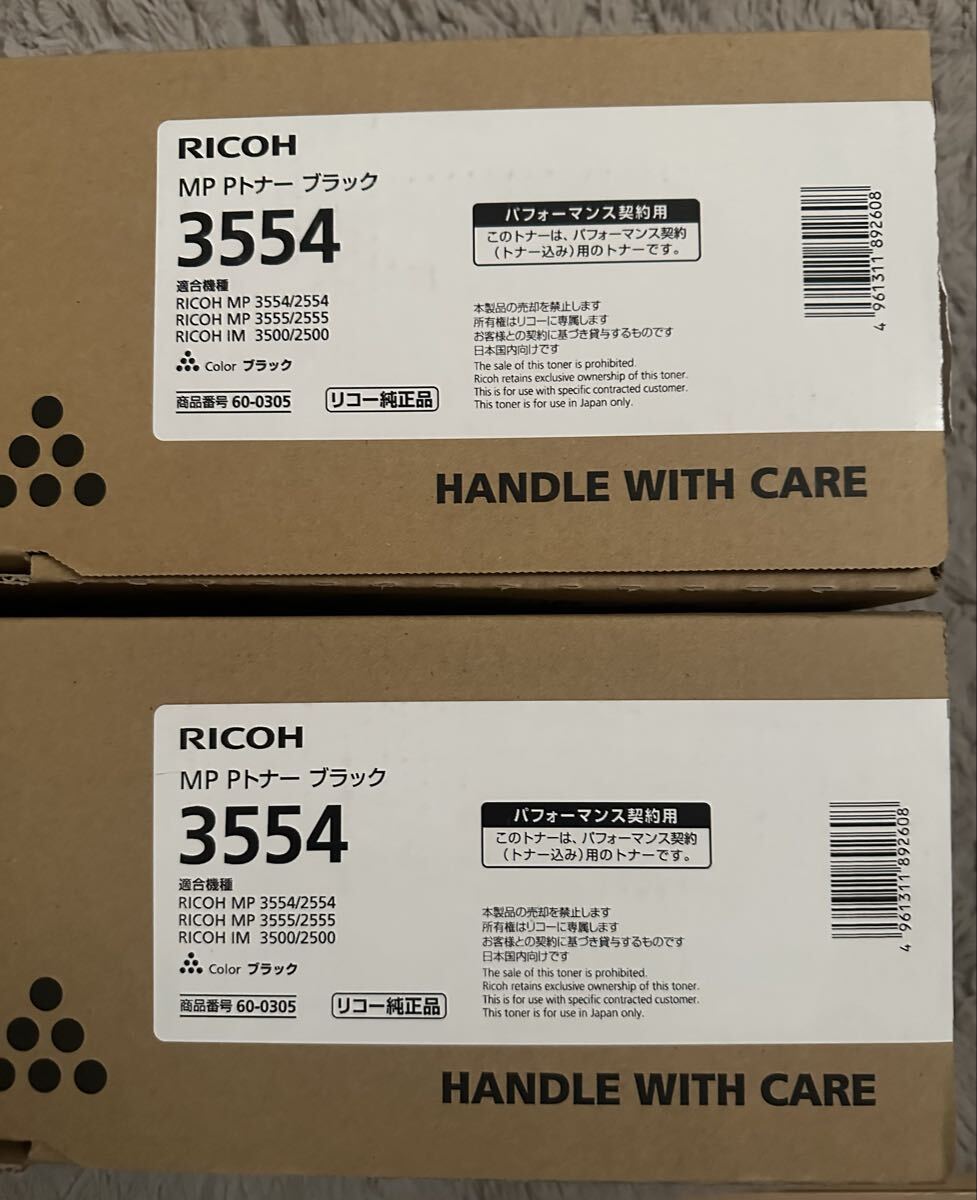 RICOH
MP Pトナー ブラック
3554
適合機種
RICOH MP 3554/2554
RICOH MP 3555/2555
RICOH IM 3500/2500
Color ブラック
商品番号 60-0305
リコー純正品
パフォーマンス契約用
このトナーは、パフォーマンス契約
(トナー込み)用のトナーです。
本製品の売却を禁止します
所有権はリコーに専属します
お客様との契約に基づき貸与するものです
日本国内向けです
The sale of this toner is prohibited.
Ricoh retains exclusive ownership of this toner.
This is for use with specific contracted customer.
This toner is for use in Japan only.
4 961311 892608
HANDLE WITH CARE
RICOH
MP Pトナー ブラック
3554
適合機種
RICOH MP 3554/2554
RICOH MP 3555/2555
RICOH IM 3500/2500
Color ブラック
商品番号 60-0305
リコー純正品
パフォーマンス契約用
このトナーは、パフォーマンス契約
(トナー込み)用のトナーです。
本製品の売却を禁止します
所有権はリコーに専属します
お客様との契約に基づき貸与するものです
日本国内向けです
The sale of this toner is prohibited.
Ricoh retains exclusive ownership of this toner.
This is for use with specific contracted customer.
This toner is for use in Japan only.
4 961311 892608
HANDLE WITH CARE